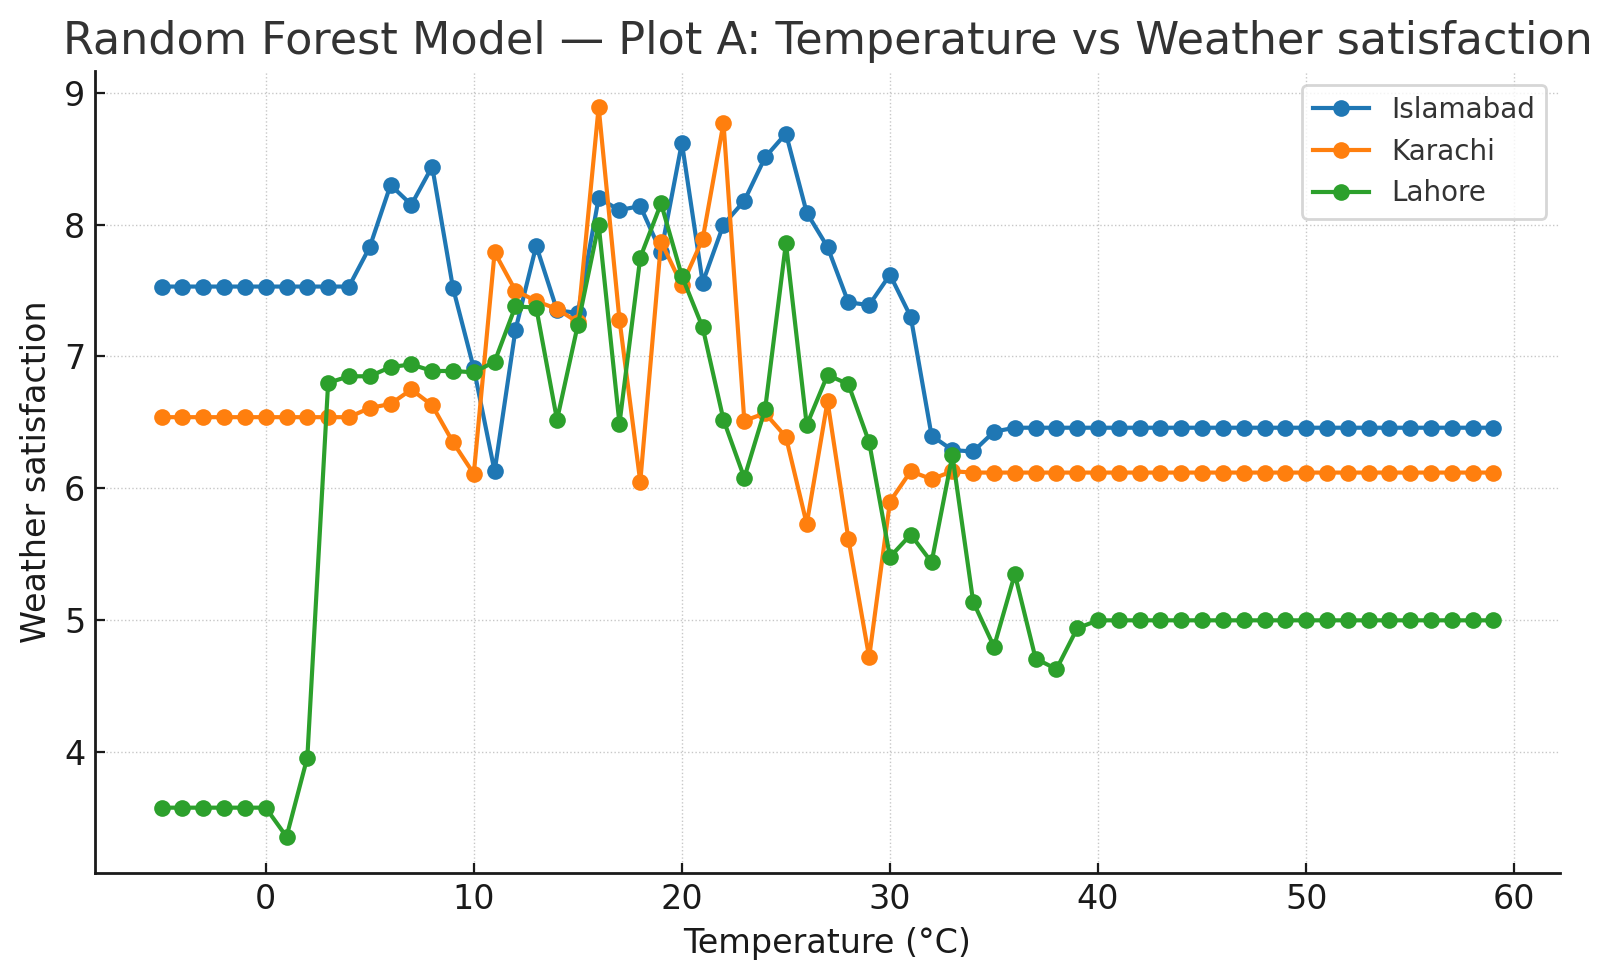 Random Forest Model — Plot A: Temperature vs Weather satisfaction
Islamabad
Karachi
Lahore
Weather satisfaction
9
8
7
6
5
4
0 10 20 30 40 50 60
Temperature (°C)